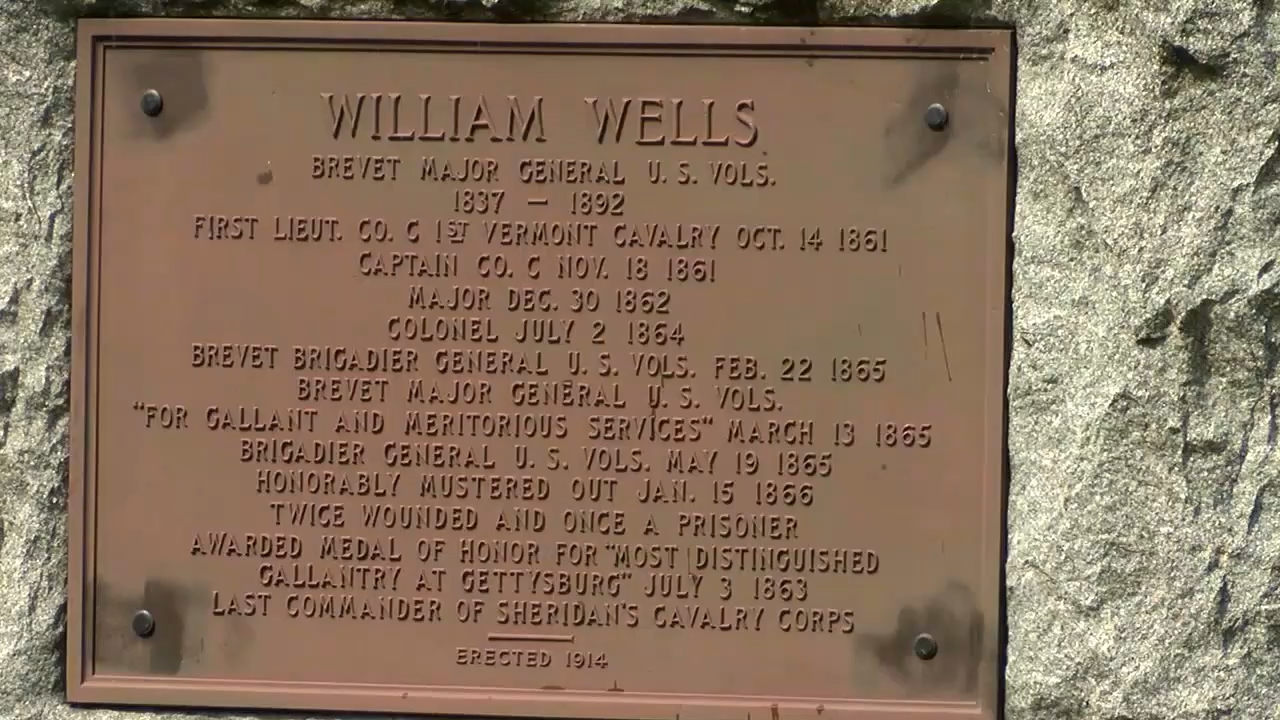 WILLIAM WELLS
BREVET MAJOR GENERAL U. S. VOLS.
1837 – 1892
FIRST LIEUT. CO. C 1ST VERMONT CAVALRY OCT. 14 1861
CAPTAIN CO. C NOV. 18 1861
MAJOR DEC. 30 1862
COLONEL JULY 2 1864
BREVET BRIGADIER GENERAL U. S. VOLS. FEB. 22 1865
BREVET MAJOR GENERAL U. S. VOLS.
"FOR GALLANT AND MERITORIOUS SERVICES" MARCH 13 1865
BRIGADIER GENERAL U. S. VOLS. MAY 19 1865
HONORABLY MUSTERED OUT JAN. 15 1866
TWICE WOUNDED AND ONCE A PRISONER
AWARDED MEDAL OF HONOR FOR "MOST DISTINGUISHED
GALLANTRY AT GETTYSBURG" JULY 3 1863
LAST COMMANDER OF SHERIDAN'S CAVALRY CORPS
ERECTED 1914